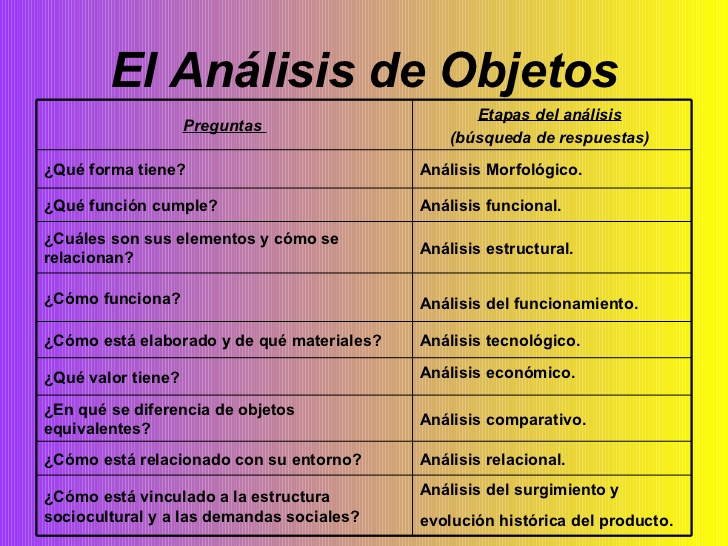 El Análisis de Objetos
Preguntas
Etapas del análisis
(búsqueda de respuestas)
¿Qué forma tiene?
Análisis Morfológico.
¿Qué función cumple?
Análisis funcional.
¿Cuáles son sus elementos y cómo se
relacionan?
Análisis estructural.
¿Cómo funciona?
Análisis del funcionamiento.
¿Cómo está elaborado y de qué materiales?
Análisis tecnológico.
¿Qué valor tiene?
Análisis económico.
¿En qué se diferencia de objetos
equivalentes?
Análisis comparativo.
¿Cómo está relacionado con su entorno?
Análisis relacional.
¿Cómo está vinculado a la estructura
sociocultural y a las demandas sociales?
Análisis del surgimiento y
evolución histórica del producto.